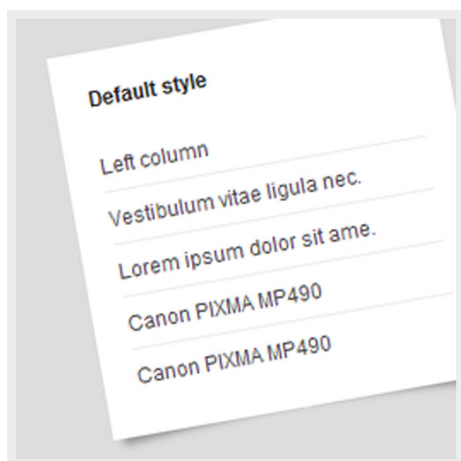 Default style
Left column
Vestibulum vitae ligula nec.
Lorem ipsum dolor sit ame.
Canon PIXMA MP490
Canon PIXMA MP490